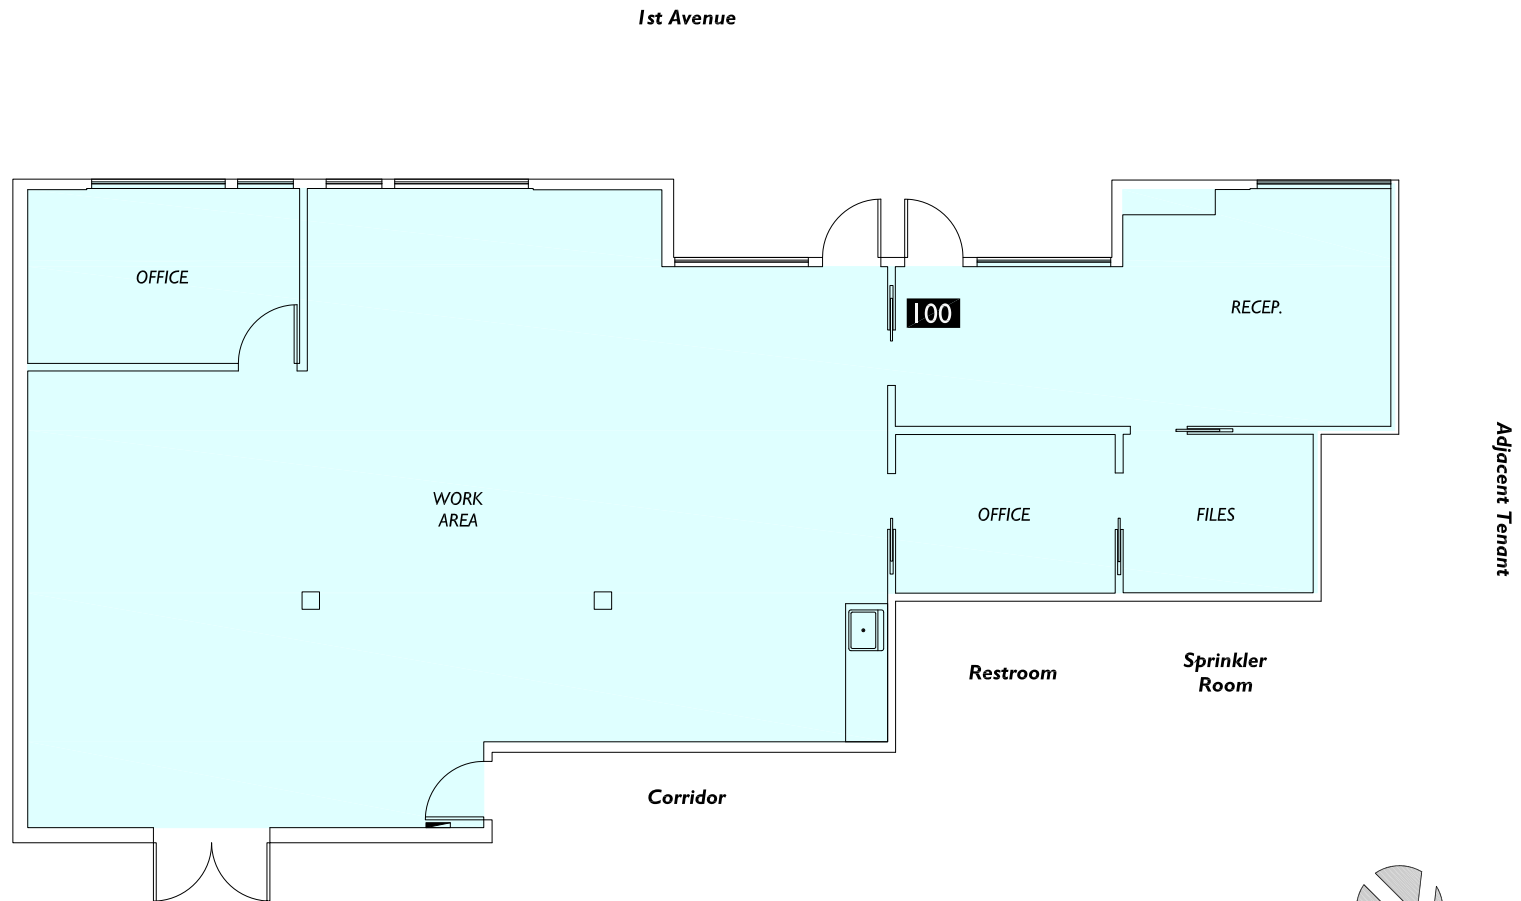 1st Avenue
OFFICE
100
RECEP.
WORK
AREA
OFFICE
FILES
Adjacent Tenant
Restroom
Sprinkler
Room
Corridor